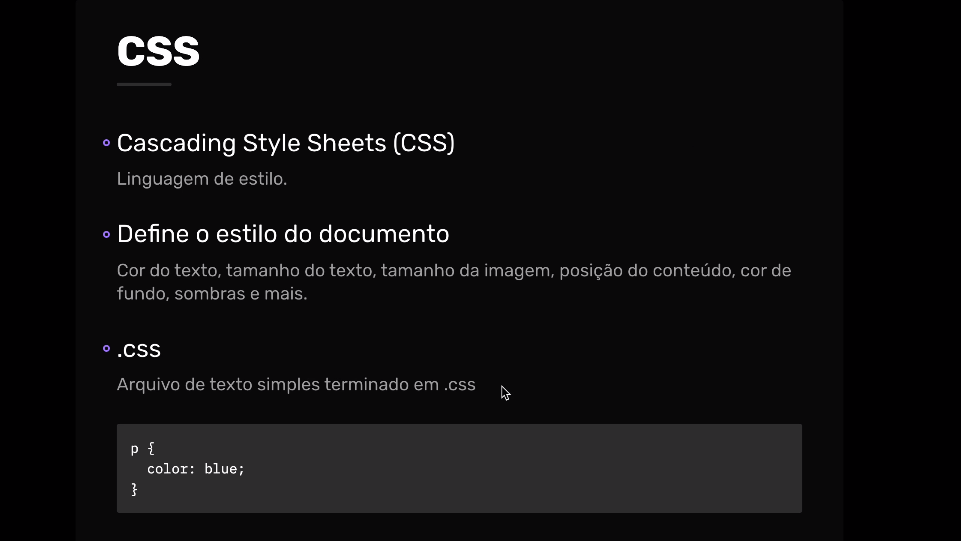 CSS
Cascading Style Sheets (CSS)
Linguagem de estilo.
Define o estilo do documento
Cor do texto, tamanho do texto, tamanho da imagem, posição do conteúdo, cor de
fundo, sombras e mais.
.css
Arquivo de texto simples terminado em .css
p {
  color: blue;
}